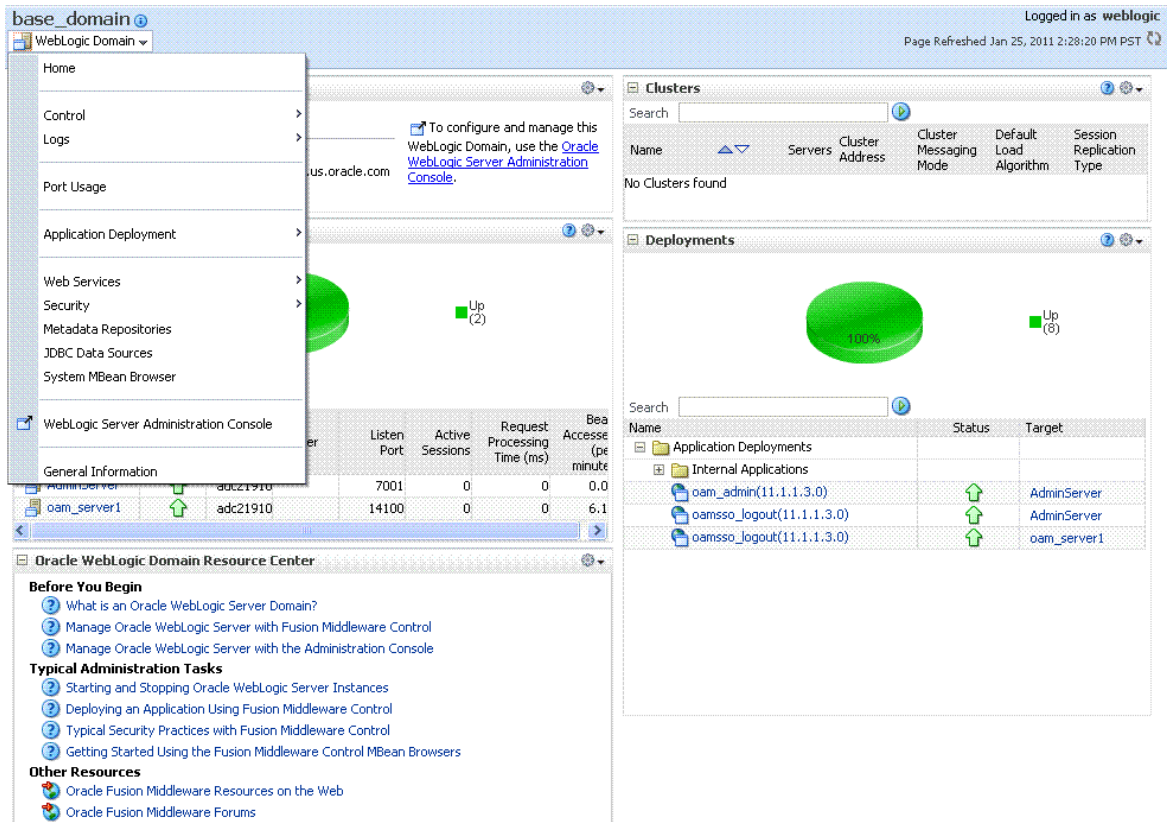 base_domain
Logged in as weblogic
WebLogic Domain
Page Refreshed Jan 25, 2011 2:28:20 PM PST
Home
Control
Logs
Port Usage
Application Deployment
Web Services
Security
Metadata Repositories
JDBC Data Sources
System MBean Browser
WebLogic Server Administration Console
General Information
.us.oracle.com
To configure and manage this
WebLogic Domain, use the Oracle
WebLogic Server Administration
Console.
Up
(2)
er
Listen
Port
Active
Sessions
Request
Processing
Time (ms)
Bea
Accesse
(pe
minute
AdminServer adc21910 7001 0 0 0.0
oam_server1 adc21910 14100 0 0 6.1
Oracle WebLogic Domain Resource Center
Before You Begin
What is an Oracle WebLogic Server Domain?
Manage Oracle WebLogic Server with Fusion Middleware Control
Manage Oracle WebLogic Server with the Administration Console
Typical Administration Tasks
Starting and Stopping Oracle WebLogic Server Instances
Deploying an Application Using Fusion Middleware Control
Typical Security Practices with Fusion Middleware Control
Getting Started Using the Fusion Middleware Control MBean Browsers
Other Resources
Oracle Fusion Middleware Resources on the Web
Oracle Fusion Middleware Forums
Clusters
Search
Name
Servers
Cluster
Address
Cluster
Messaging
Mode
Default
Load
Algorithm
Session
Replication
Type
No Clusters found
Deployments
100%
Up
(8)
Search
Name Status Target
Application Deployments
Internal Applications
oam_admin(11.1.1.3.0) AdminServer
oamsso_logout(11.1.1.3.0) AdminServer
oamsso_logout(11.1.1.3.0) oam_server1